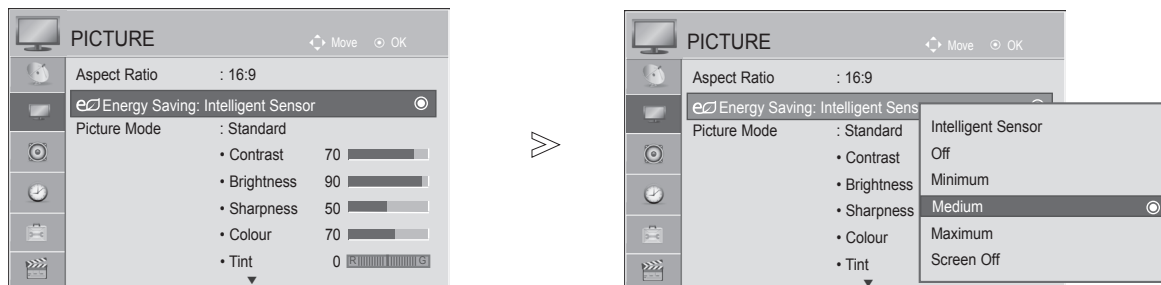 PICTURE
Move OK
Aspect Ratio : 16:9
eco Energy Saving: Intelligent Sensor
Picture Mode : Standard
• Contrast 70
• Brightness 90
• Sharpness 50
• Colour 70
• Tint 0 R G
PICTURE
Move OK
Aspect Ratio : 16:9
eco Energy Saving: Intelligent Sens
Picture Mode : Standard
• Contrast
• Brightness
• Sharpness
• Colour
• Tint
Intelligent Sensor
Off
Minimum
Medium
Maximum
Screen Off